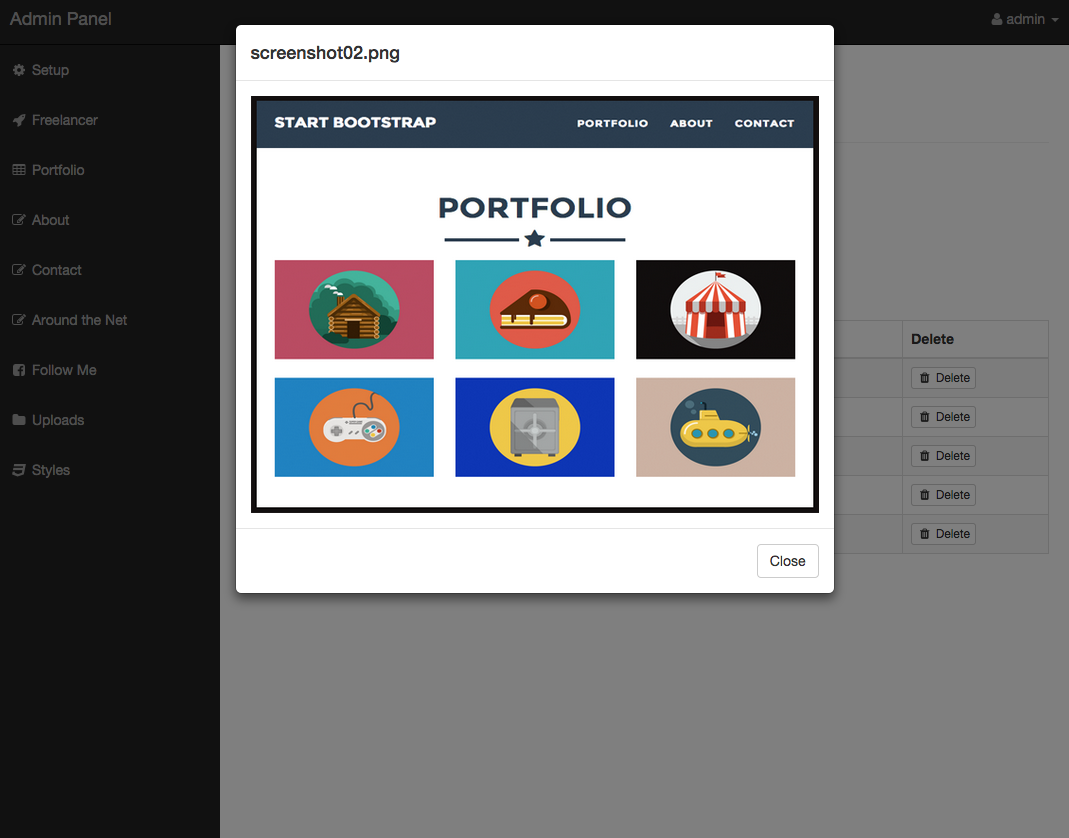 Admin Panel
admin
Setup
Freelancer
Portfolio
About
Contact
Around the Net
Follow Me
Uploads
Styles
screenshot02.png
START BOOTSTRAP
PORTFOLIO
ABOUT
CONTACT
PORTFOLIO
Close
Delete
Delete
Delete
Delete
Delete
Delete